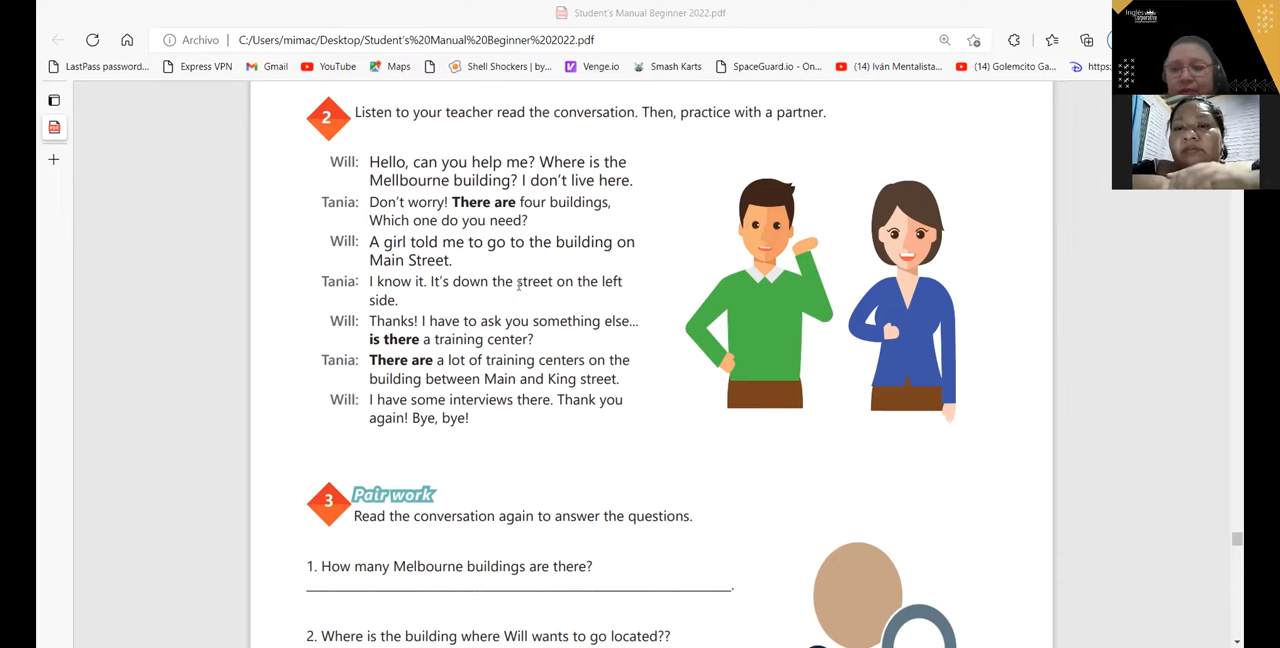 Student's Manual Beginner 2022.pdf
Archivo C:/Users/mimac/Desktop/Student's%20Manual%20Beginner%202022.pdf
LastPass password... Express VPN Gmail YouTube Maps Shell Shockers | by... Venge.io Smash Karts SpaceGuard.io - On... (14) Iván Mentalista... (14) Golemcito Ga... https:
Inglés
Corporativo
2 Listen to your teacher read the conversation. Then, practice with a partner.
Will: Hello, can you help me? Where is the
Mellbourne building? I don't live here.
Tania: Don't worry! There are four buildings,
Which one do you need?
Will: A girl told me to go to the building on
Main Street.
Tania: I know it. It's down the street on the left
side.
Will: Thanks! I have to ask you something else...
is there a training center?
Tania: There are a lot of training centers on the
building between Main and King street.
Will: I have some interviews there. Thank you
again! Bye, bye!
3 Pair work
Read the conversation again to answer the questions.
1. How many Melbourne buildings are there?
2. Where is the building where Will wants to go located??